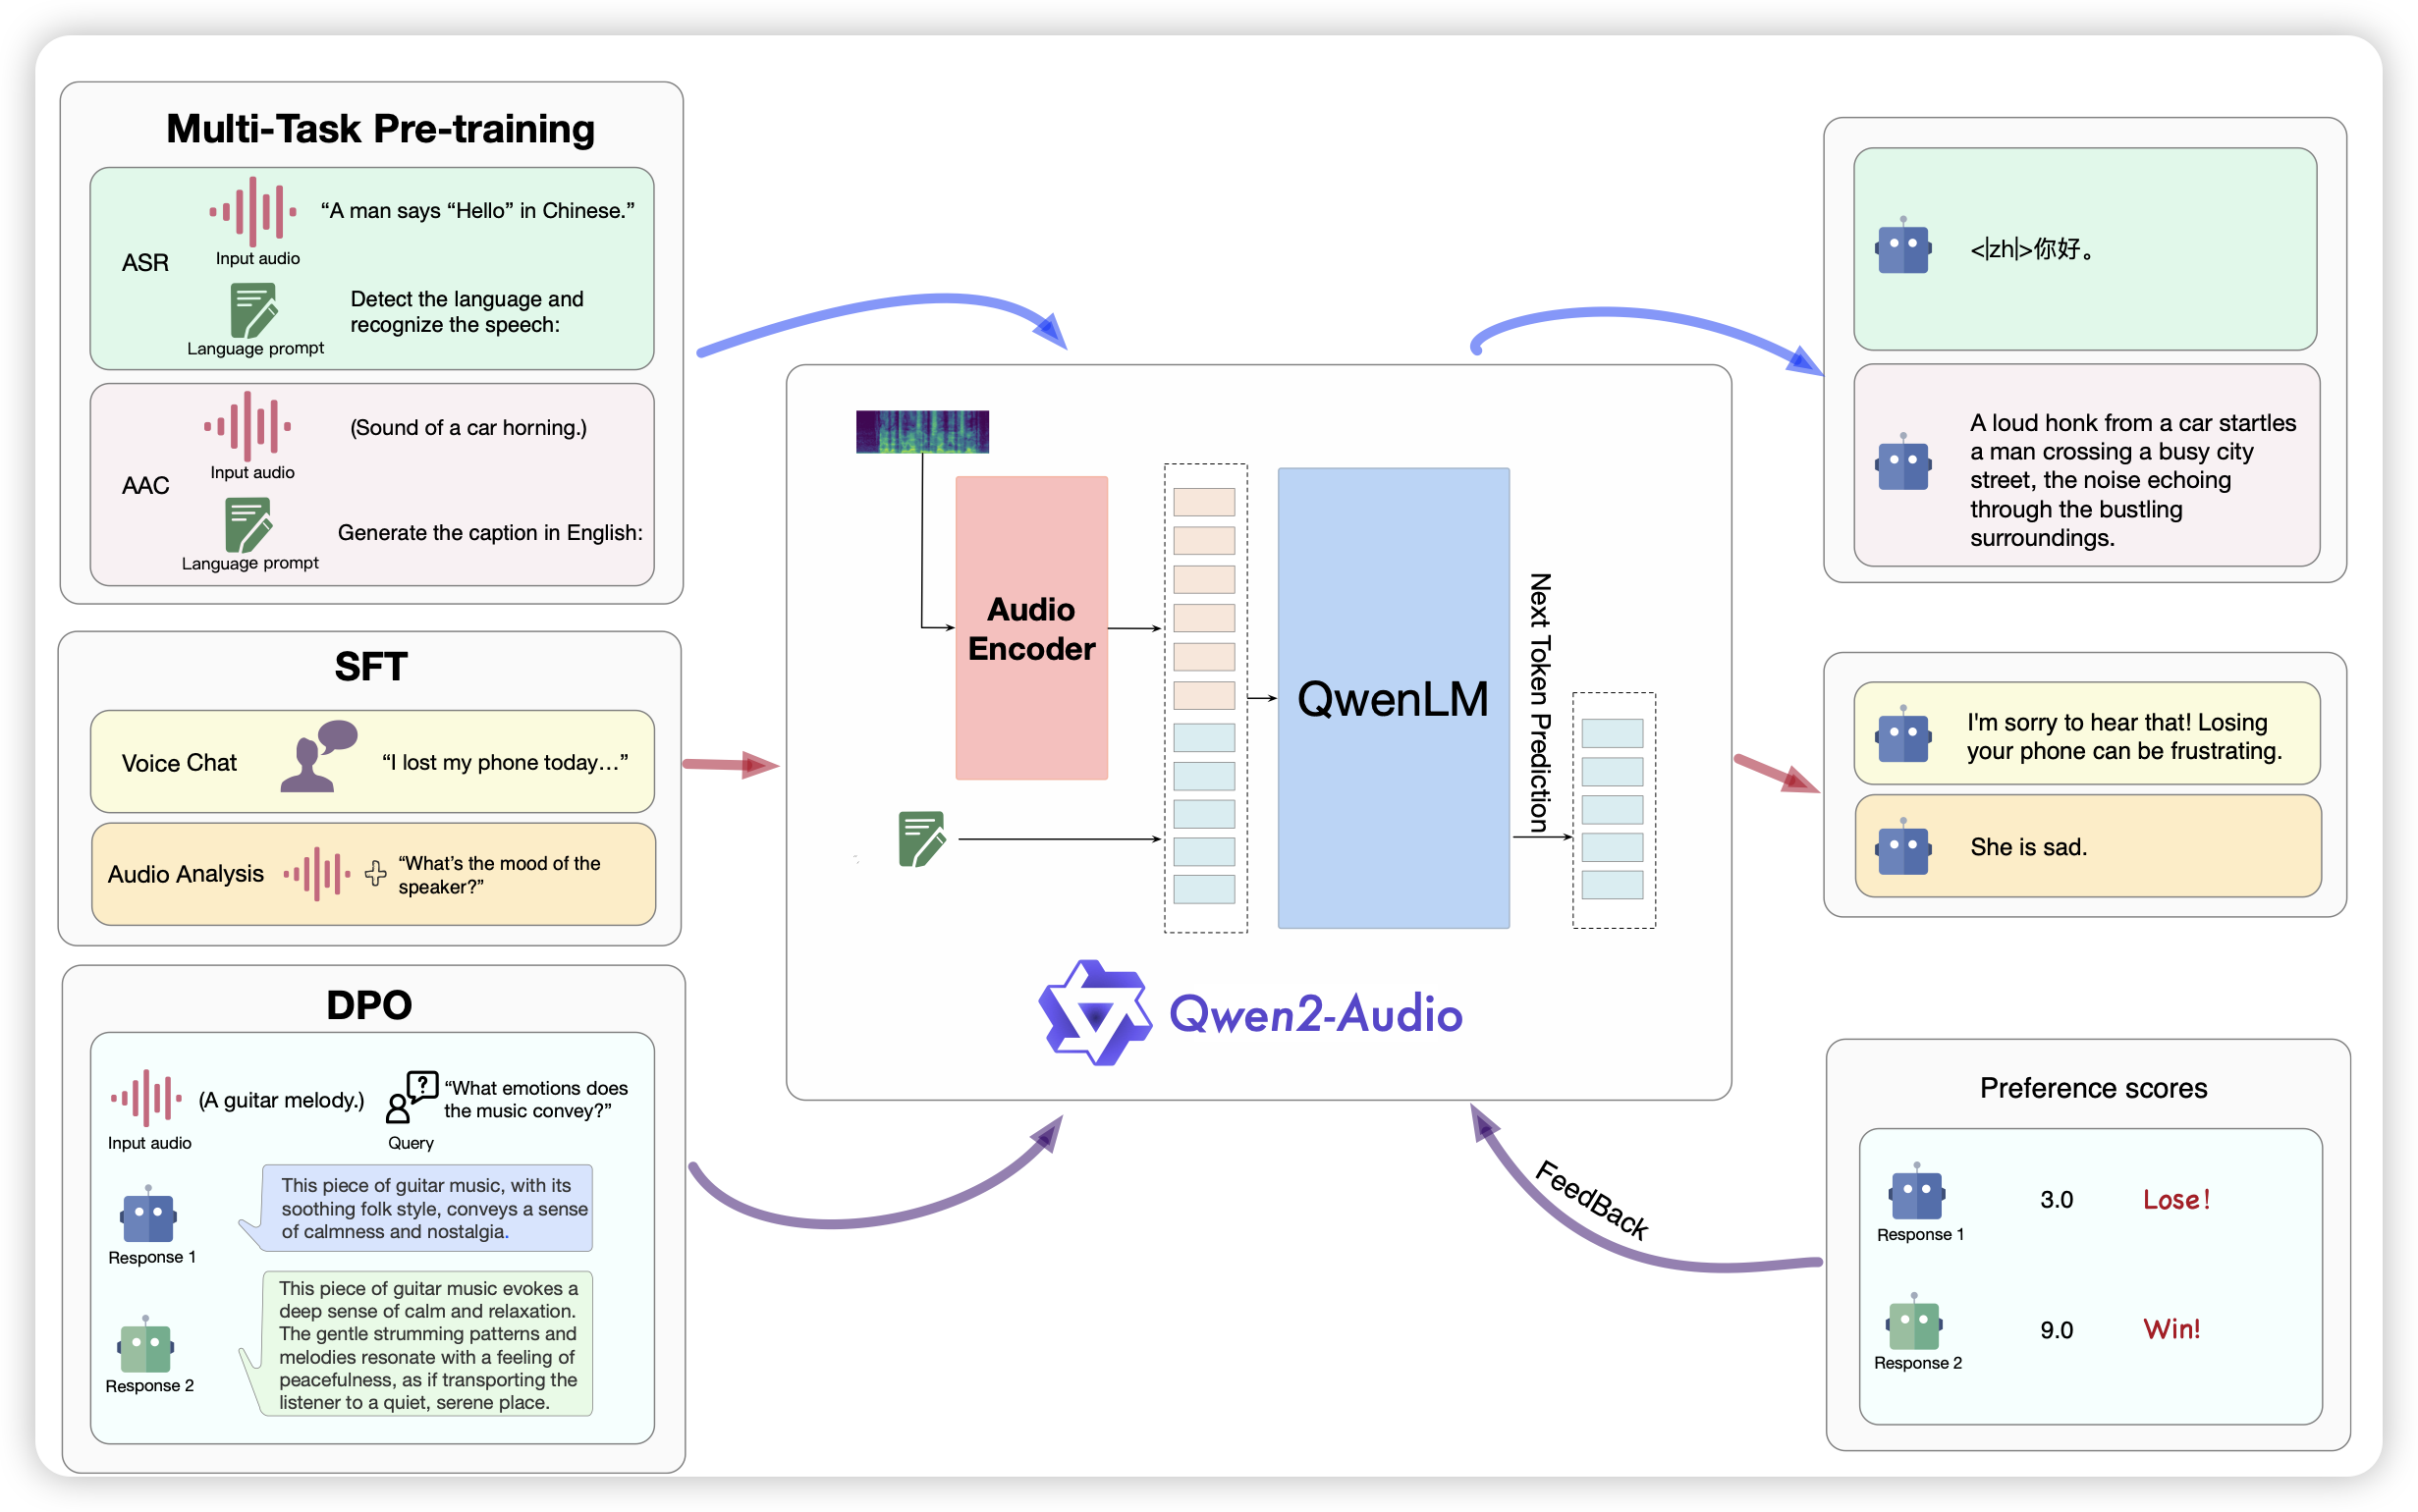 Multi-Task Pre-training
ASR
“A man says “Hello” in Chinese.”
Input audio
Detect the language and
recognize the speech:
Language prompt
AAC
(Sound of a car horning.)
Input audio
Generate the caption in English:
Language prompt
SFT
Voice Chat
“I lost my phone today…”
Audio Analysis
“What’s the mood of the
speaker?”
DPO
(A guitar melody.)
Input audio
“What emotions does
the music convey?”
Query
This piece of guitar music, with its
soothing folk style, conveys a sense
of calmness and nostalgia.
Response 1
This piece of guitar music evokes a
deep sense of calm and relaxation.
The gentle strumming patterns and
melodies resonate with a feeling of
peacefulness, as if transporting the
listener to a quiet, serene place.
Response 2
Audio
Encoder
QwenLM
Next Token Prediction
Qwen2-Audio
FeedBack
<|zh|>你好。
A loud honk from a car startles
a man crossing a busy city
street, the noise echoing
through the bustling
surroundings.
I'm sorry to hear that! Losing
your phone can be frustrating.
She is sad.
Preference scores
Response 1
3.0
Lose!
Response 2
9.0
Win!